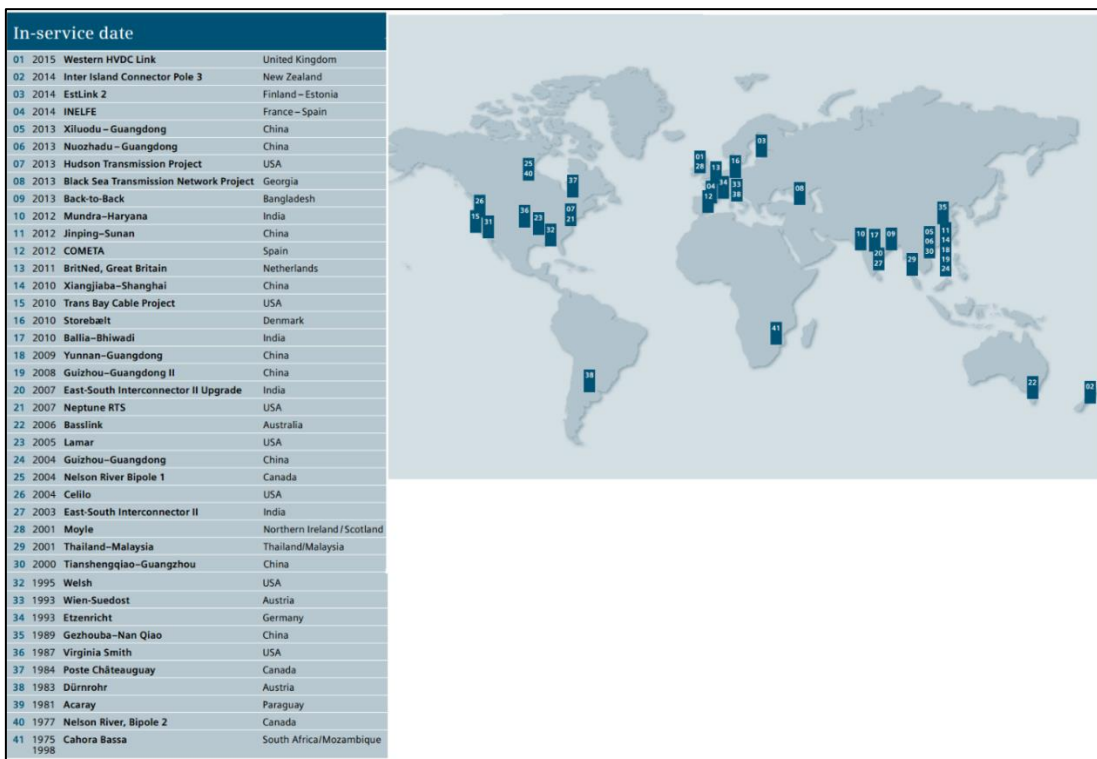 In-service date
01 2015 Western HVDC Link United Kingdom
02 2014 Inter Island Connector Pole 3 New Zealand
03 2014 EstLink 2 Finland – Estonia
04 2014 INELFE France – Spain
05 2013 Xiluodu – Guangdong China
06 2013 Nuozhadu – Guangdong China
07 2013 Hudson Transmission Project USA
08 2013 Black Sea Transmission Network Project Georgia
09 2013 Back-to-Back Bangladesh
10 2012 Mundra–Haryana India
11 2012 Jinping–Sunan China
12 2012 COMETA Spain
13 2011 BritNed, Great Britain Netherlands
14 2010 Xiangjiaba–Shanghai China
15 2010 Trans Bay Cable Project USA
16 2010 Storebælt Denmark
17 2010 Ballia–Bhiwadi India
18 2009 Yunnan–Guangdong China
19 2008 Guizhou–Guangdong II China
20 2007 East-South Interconnector II Upgrade India
21 2007 Neptune RTS USA
22 2006 Basslink Australia
23 2005 Lamar USA
24 2004 Guizhou–Guangdong China
25 2004 Nelson River Bipole 1 Canada
26 2004 Celilo USA
27 2003 East-South Interconnector II India
28 2001 Moyle Northern Ireland / Scotland
29 2001 Thailand–Malaysia Thailand/Malaysia
30 2000 Tianshengqiao–Guangzhou China
32 1995 Welsh USA
33 1993 Wien-Suedost Austria
34 1993 Etzenricht Germany
35 1989 Gezhouba–Nan Qiao China
36 1987 Virginia Smith USA
37 1984 Poste Châteauguay Canada
38 1983 Dürnrohr Austria
39 1981 Acaray Paraguay
40 1977 Nelson River, Bipole 2 Canada
41 1975 Cahora Bassa South Africa/Mozambique
1998
03
01
28
13
16
25
40
37
04
12
34
33
38
08
26
15
31
36
23
32
07
21
35
10
17
09
20
27
29
05
06
30
11
14
18
19
24
41
38
22
02